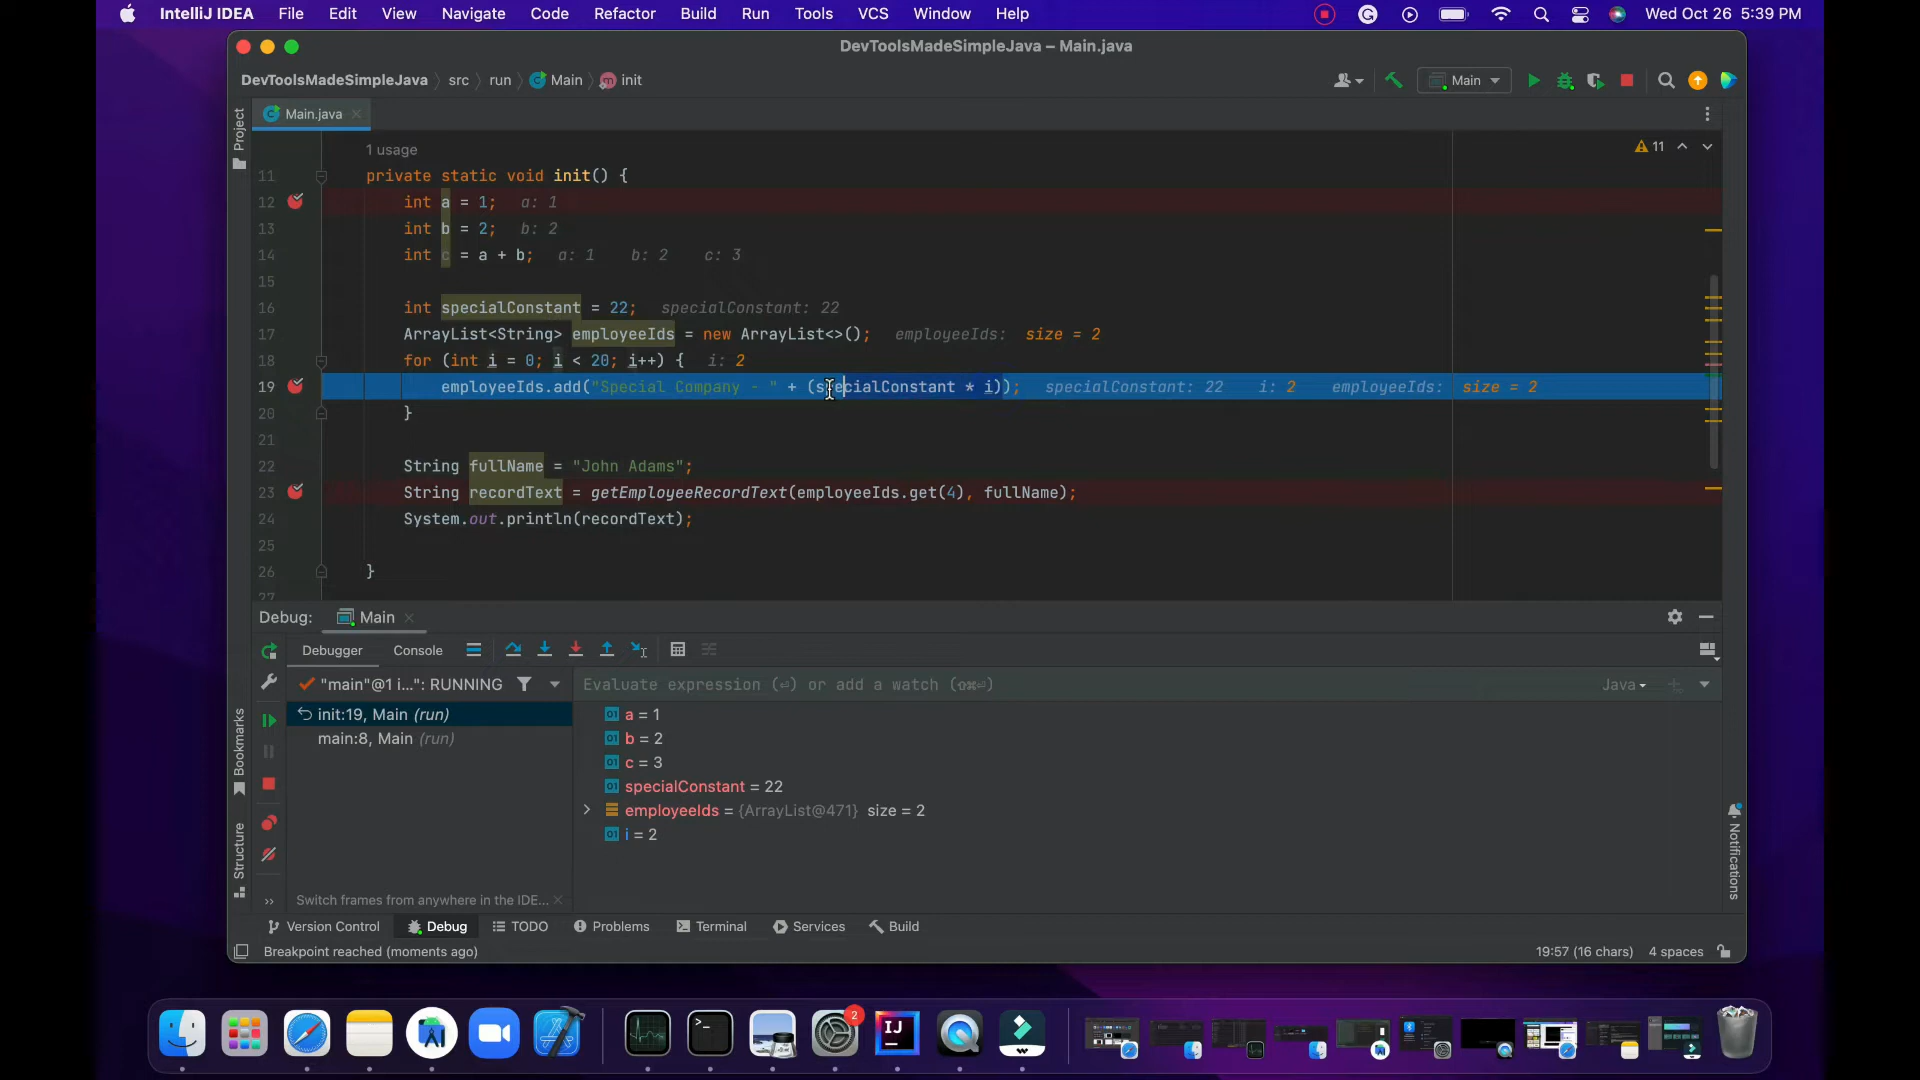 IntelliJ IDEA File Edit View Navigate Code Refactor Build Run Tools VCS Window Help Wed Oct 26 5:39 PM
DevToolsMadeSimpleJava – Main.java
DevToolsMadeSimpleJava src run Main init Main
Project
Main.java
1 usage
11
11 private static void init() {
12 int a = 1; a: 1
13 int b = 2; b: 2
14 int c = a + b; a: 1 b: 2 c: 3
15
16 int specialConstant = 22; specialConstant: 22
17 ArrayList<String> employeeIds = new ArrayList<>(); employeeIds: size = 2
18 for (int i = 0; i < 20; i++) { i: 2
19 employeeIds.add("Special Company - " + (specialConstant * i)); specialConstant: 22 i: 2 employeeIds: size = 2
20 }
21
22 String fullName = "John Adams";
23 String recordText = getEmployeeRecordText(employeeIds.get(4), fullName);
24 System.out.println(recordText);
25
26 }
27
Debug: Main
Debugger Console
"main"@1 i...": RUNNING
Evaluate expression (⏎) or add a watch (⇧⌘⏎) Java
init:19, Main (run)
main:8, Main (run)
a = 1
b = 2
c = 3
specialConstant = 22
employeeIds = {ArrayList@471} size = 2
i = 2
Bookmarks
Structure
Notifications
Switch frames from anywhere in the IDE...
Version Control Debug TODO Problems Terminal Services Build
Breakpoint reached (moments ago) 19:57 (16 chars) 4 spaces
2
IJ